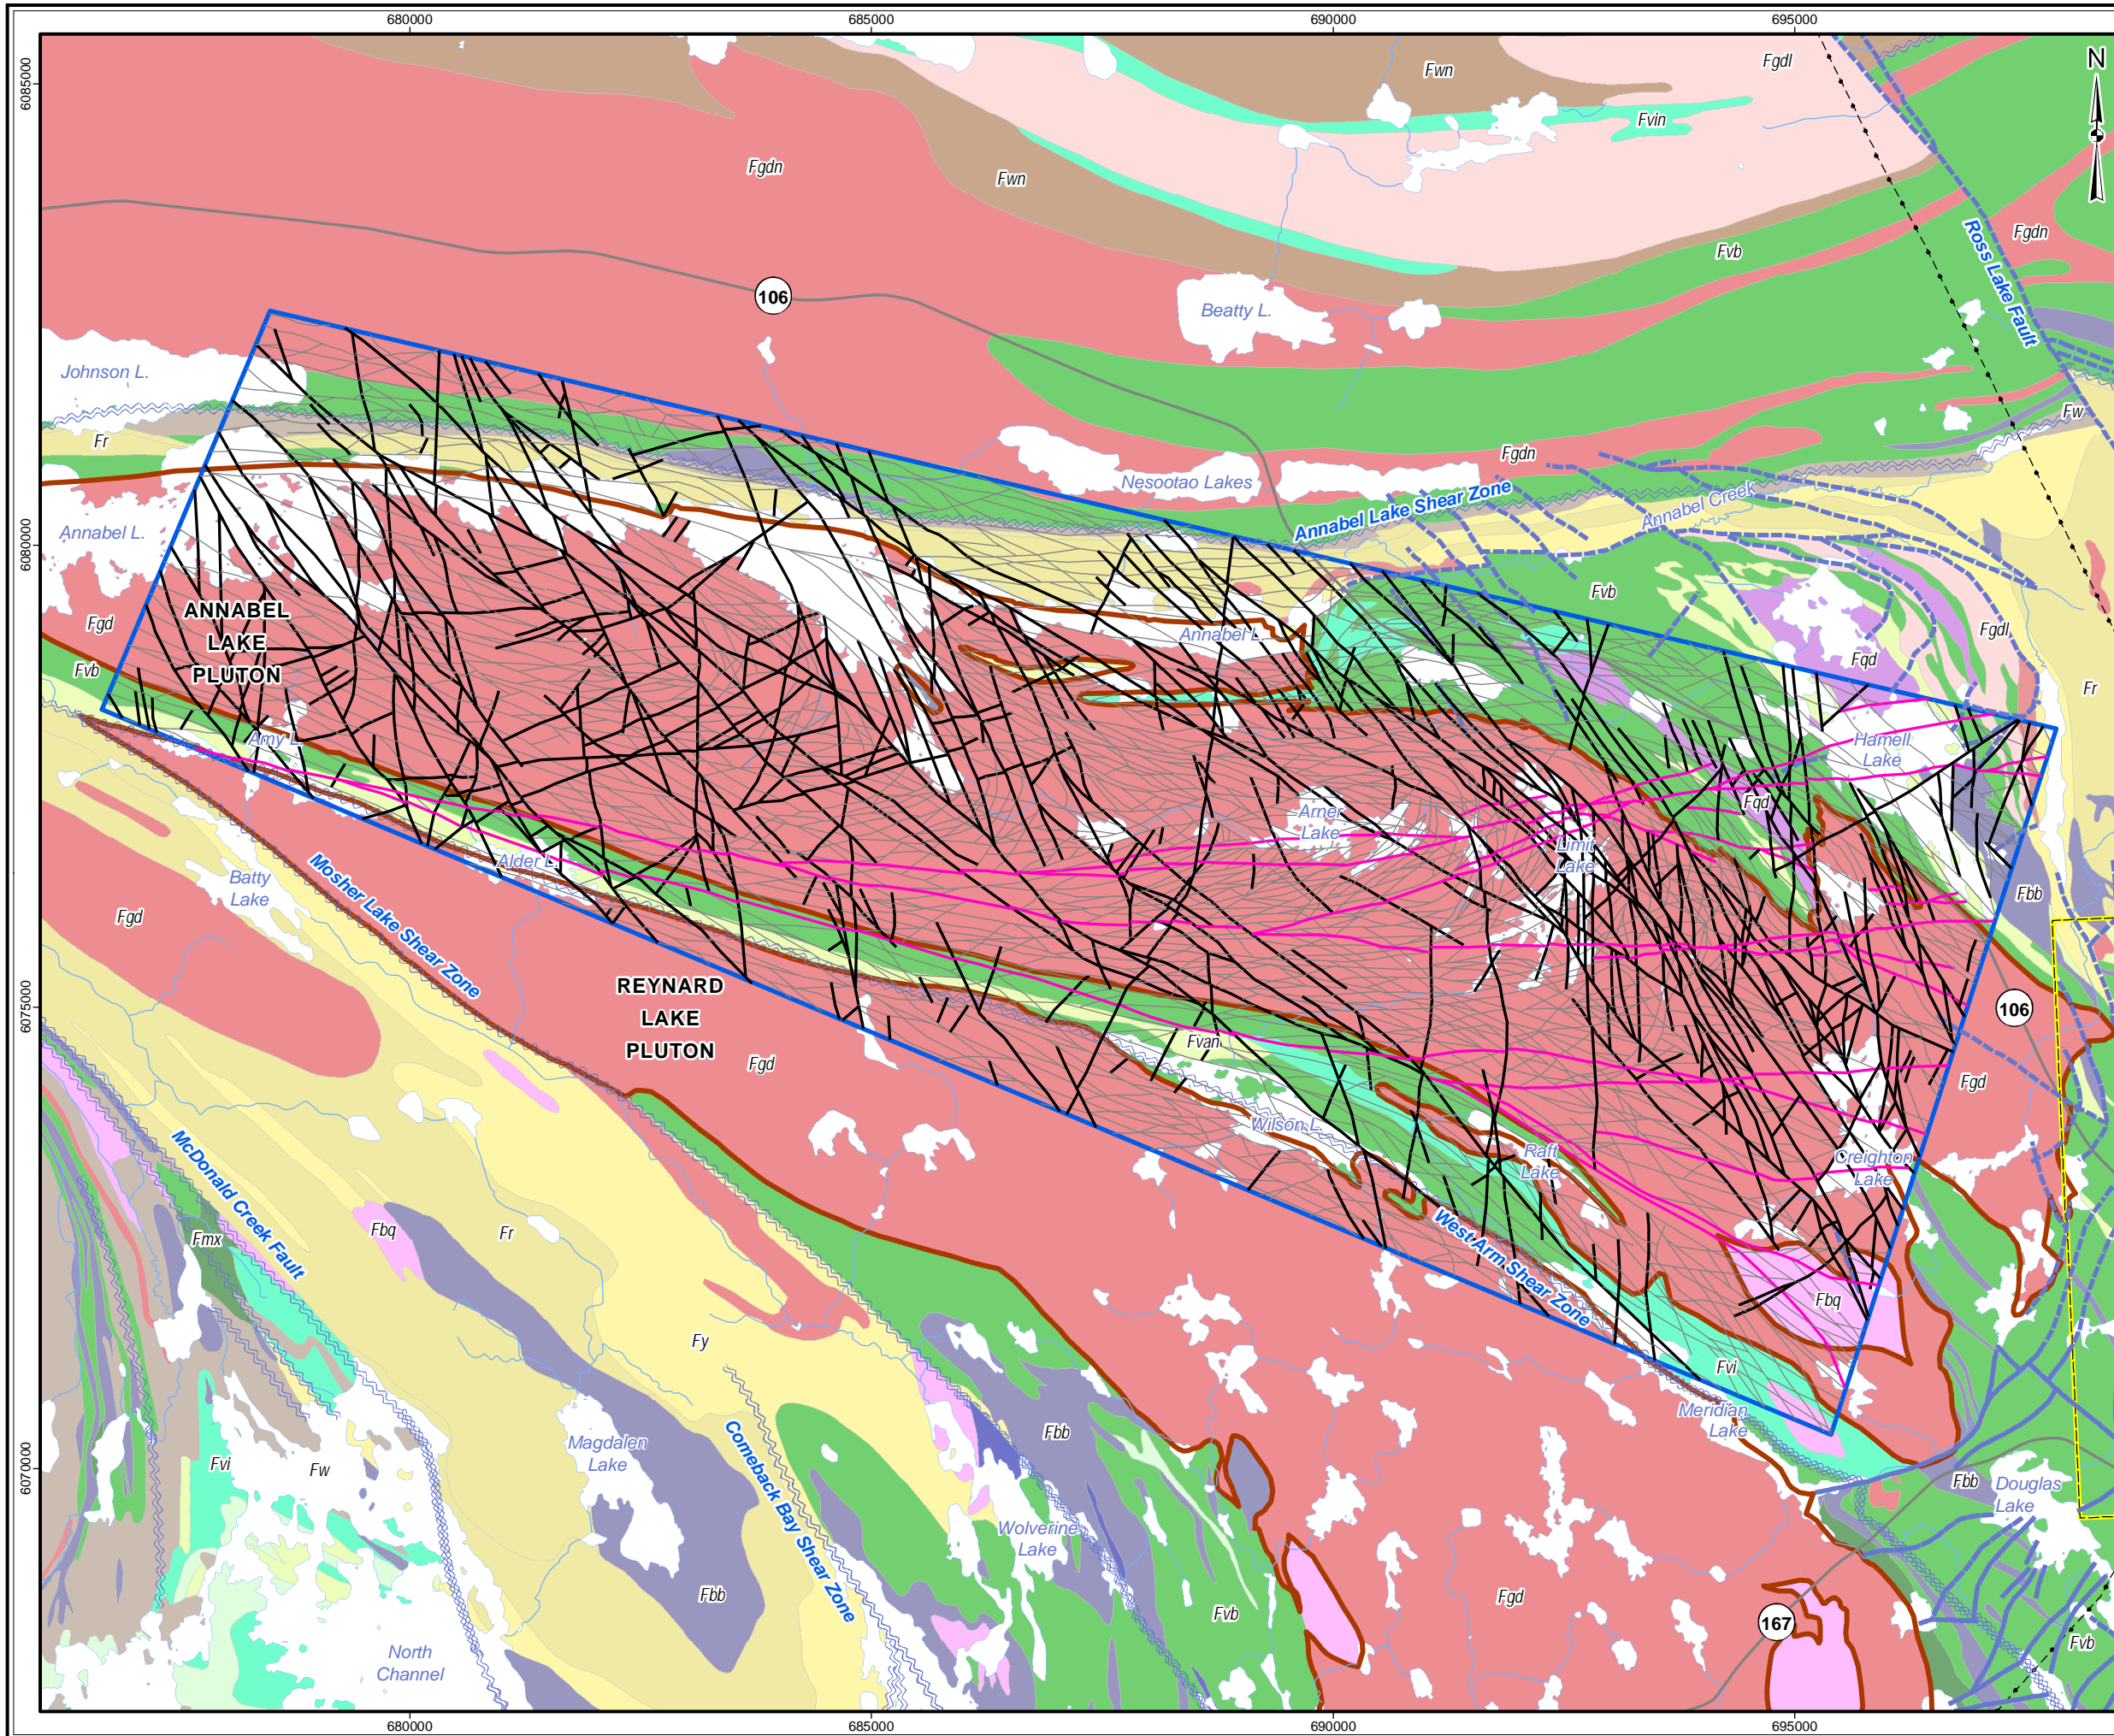 680000
685000
690000
695000
6085000
6080000
6075000
6070000
N
Fwn
Fgdl
Fvin
Fgdn
Fwn
Fvb
Fgdn
Ross Lake Fault
106
Beatty L.
Johnson L.
Fr
Fw
Fgdn
Nesootao Lakes
Annabel Lake Shear Zone
Annabel Creek
Annabel L.
Fvb
ANNABEL
LAKE
PLUTON
Fgd
Annabel L.
Fgdl
Fqd
Fvb
Fr
Amy L.
Hamell
Lake
Arner
Lake
Fqd
Limit
Lake
Alder L.
Batty
Lake
Fbb
Mosher Lake Shear Zone
Fgd
REYNARD
LAKE
PLUTON
106
Fvan
Fgd
Fgd
Wilson L.
McDonald Creek Fault
Raft
Lake
Creighton
Lake
Fbq
Fr
Fmx
West Arm Shear Zone
Fbq
Fy
Fvi
Meridian
Lake
Fbb
Magdalen
Lake
Comeback Bay Shear Zone
Fvi
Fw
Fbb
Douglas
Lake
Wolverine
Lake
Fbb
Fgd
Fvb
167
Fvb
North
Channel
680000
685000
690000
695000